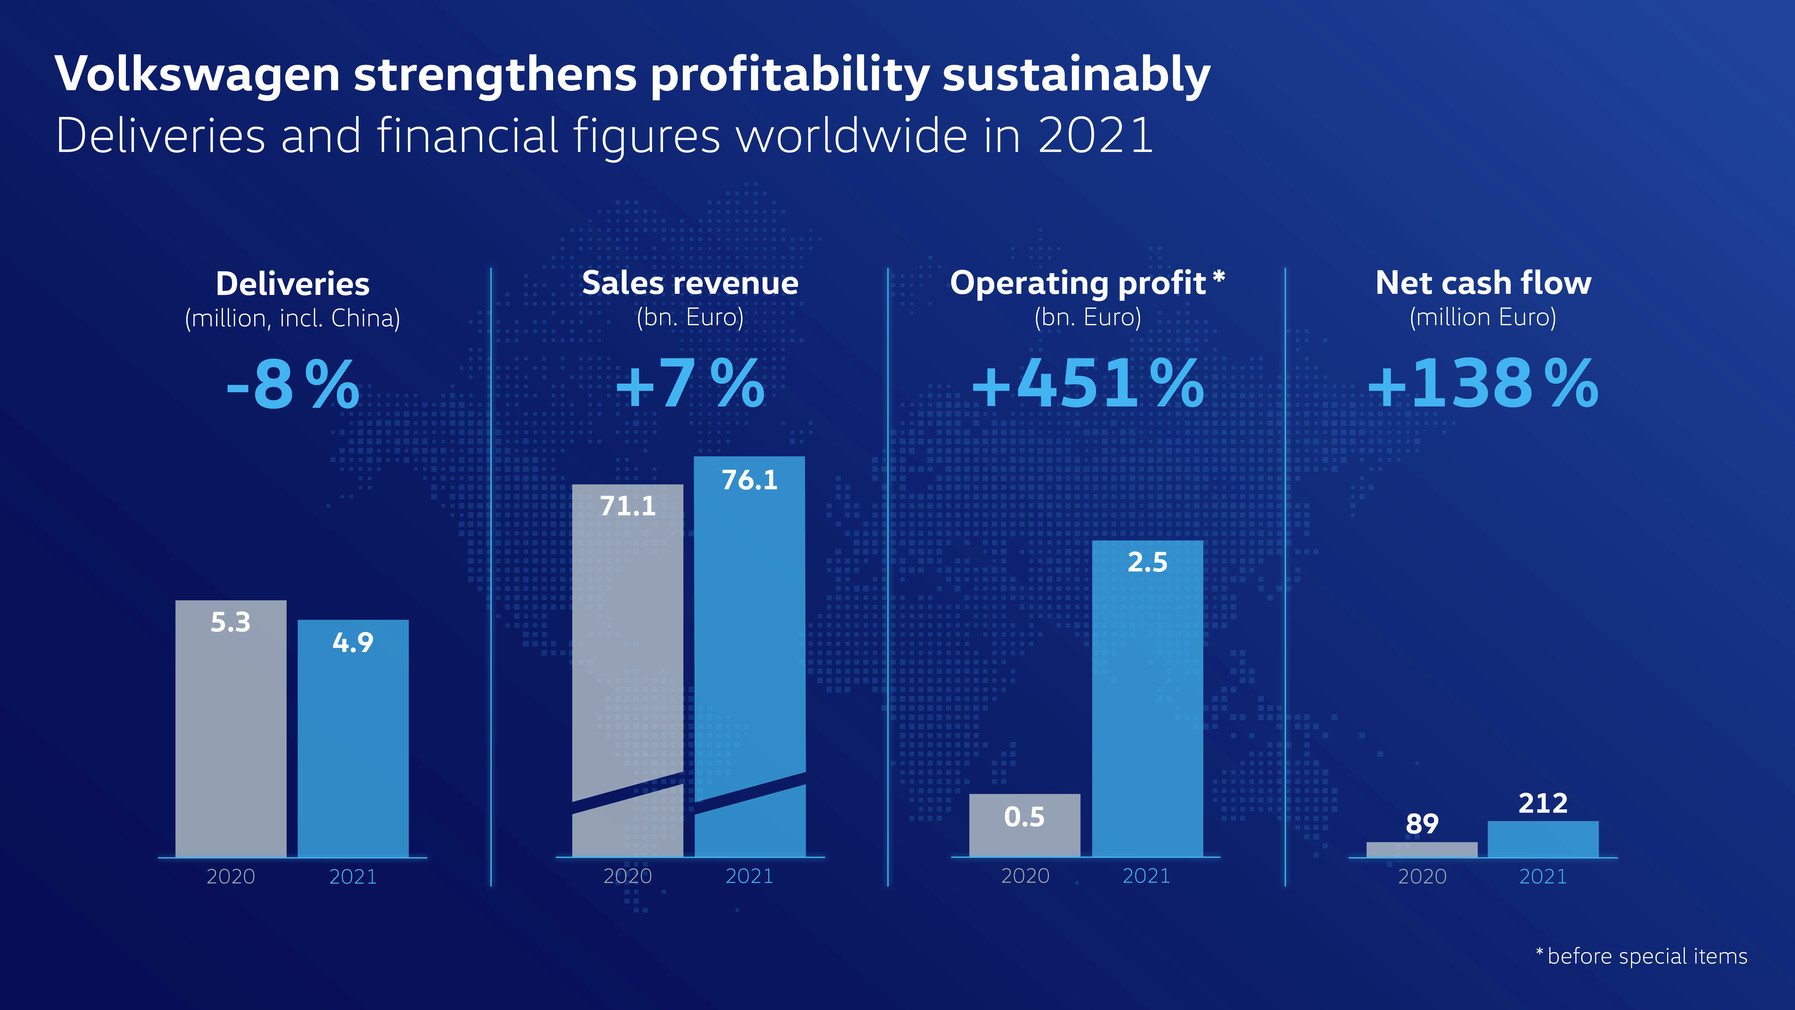 Volkswagen strengthens profitability sustainably
Deliveries and financial figures worldwide in 2021
Deliveries
(million, incl. China)
-8 %
5.3
4.9
2020
2021
Sales revenue
(bn. Euro)
+7 %
71.1
76.1
2020
2021
Operating profit *
(bn. Euro)
+451 %
0.5
2.5
2020
2021
Net cash flow
(million Euro)
+138 %
89
212
2020
2021
* before special items